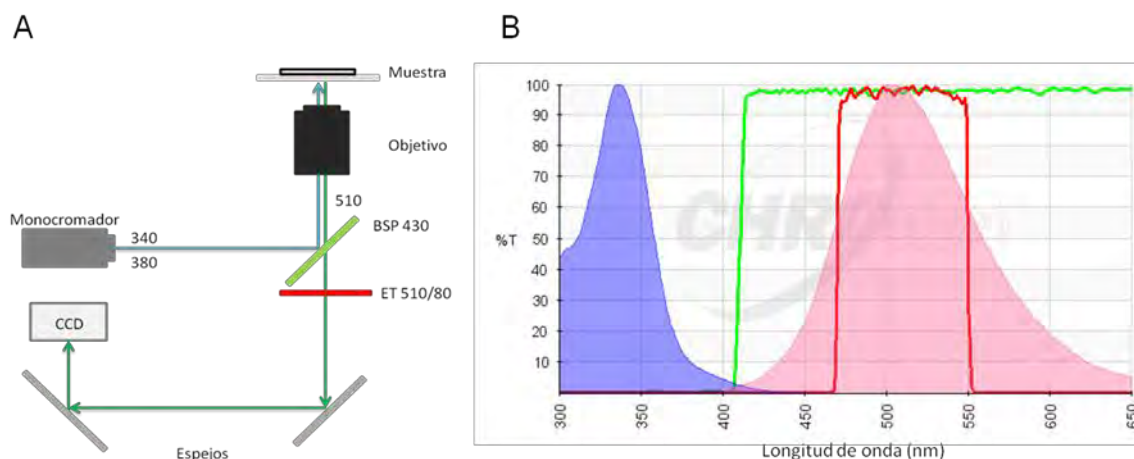 A
Muestra
Objetivo
510
Monocromador
BSP 430
340
380
ET 510/80
CCD
Espejos
B
100
90
80
70
60
%T
50
40
30
20
10
300
350
400
450
500
550
600
650
Longitud de onda (nm)